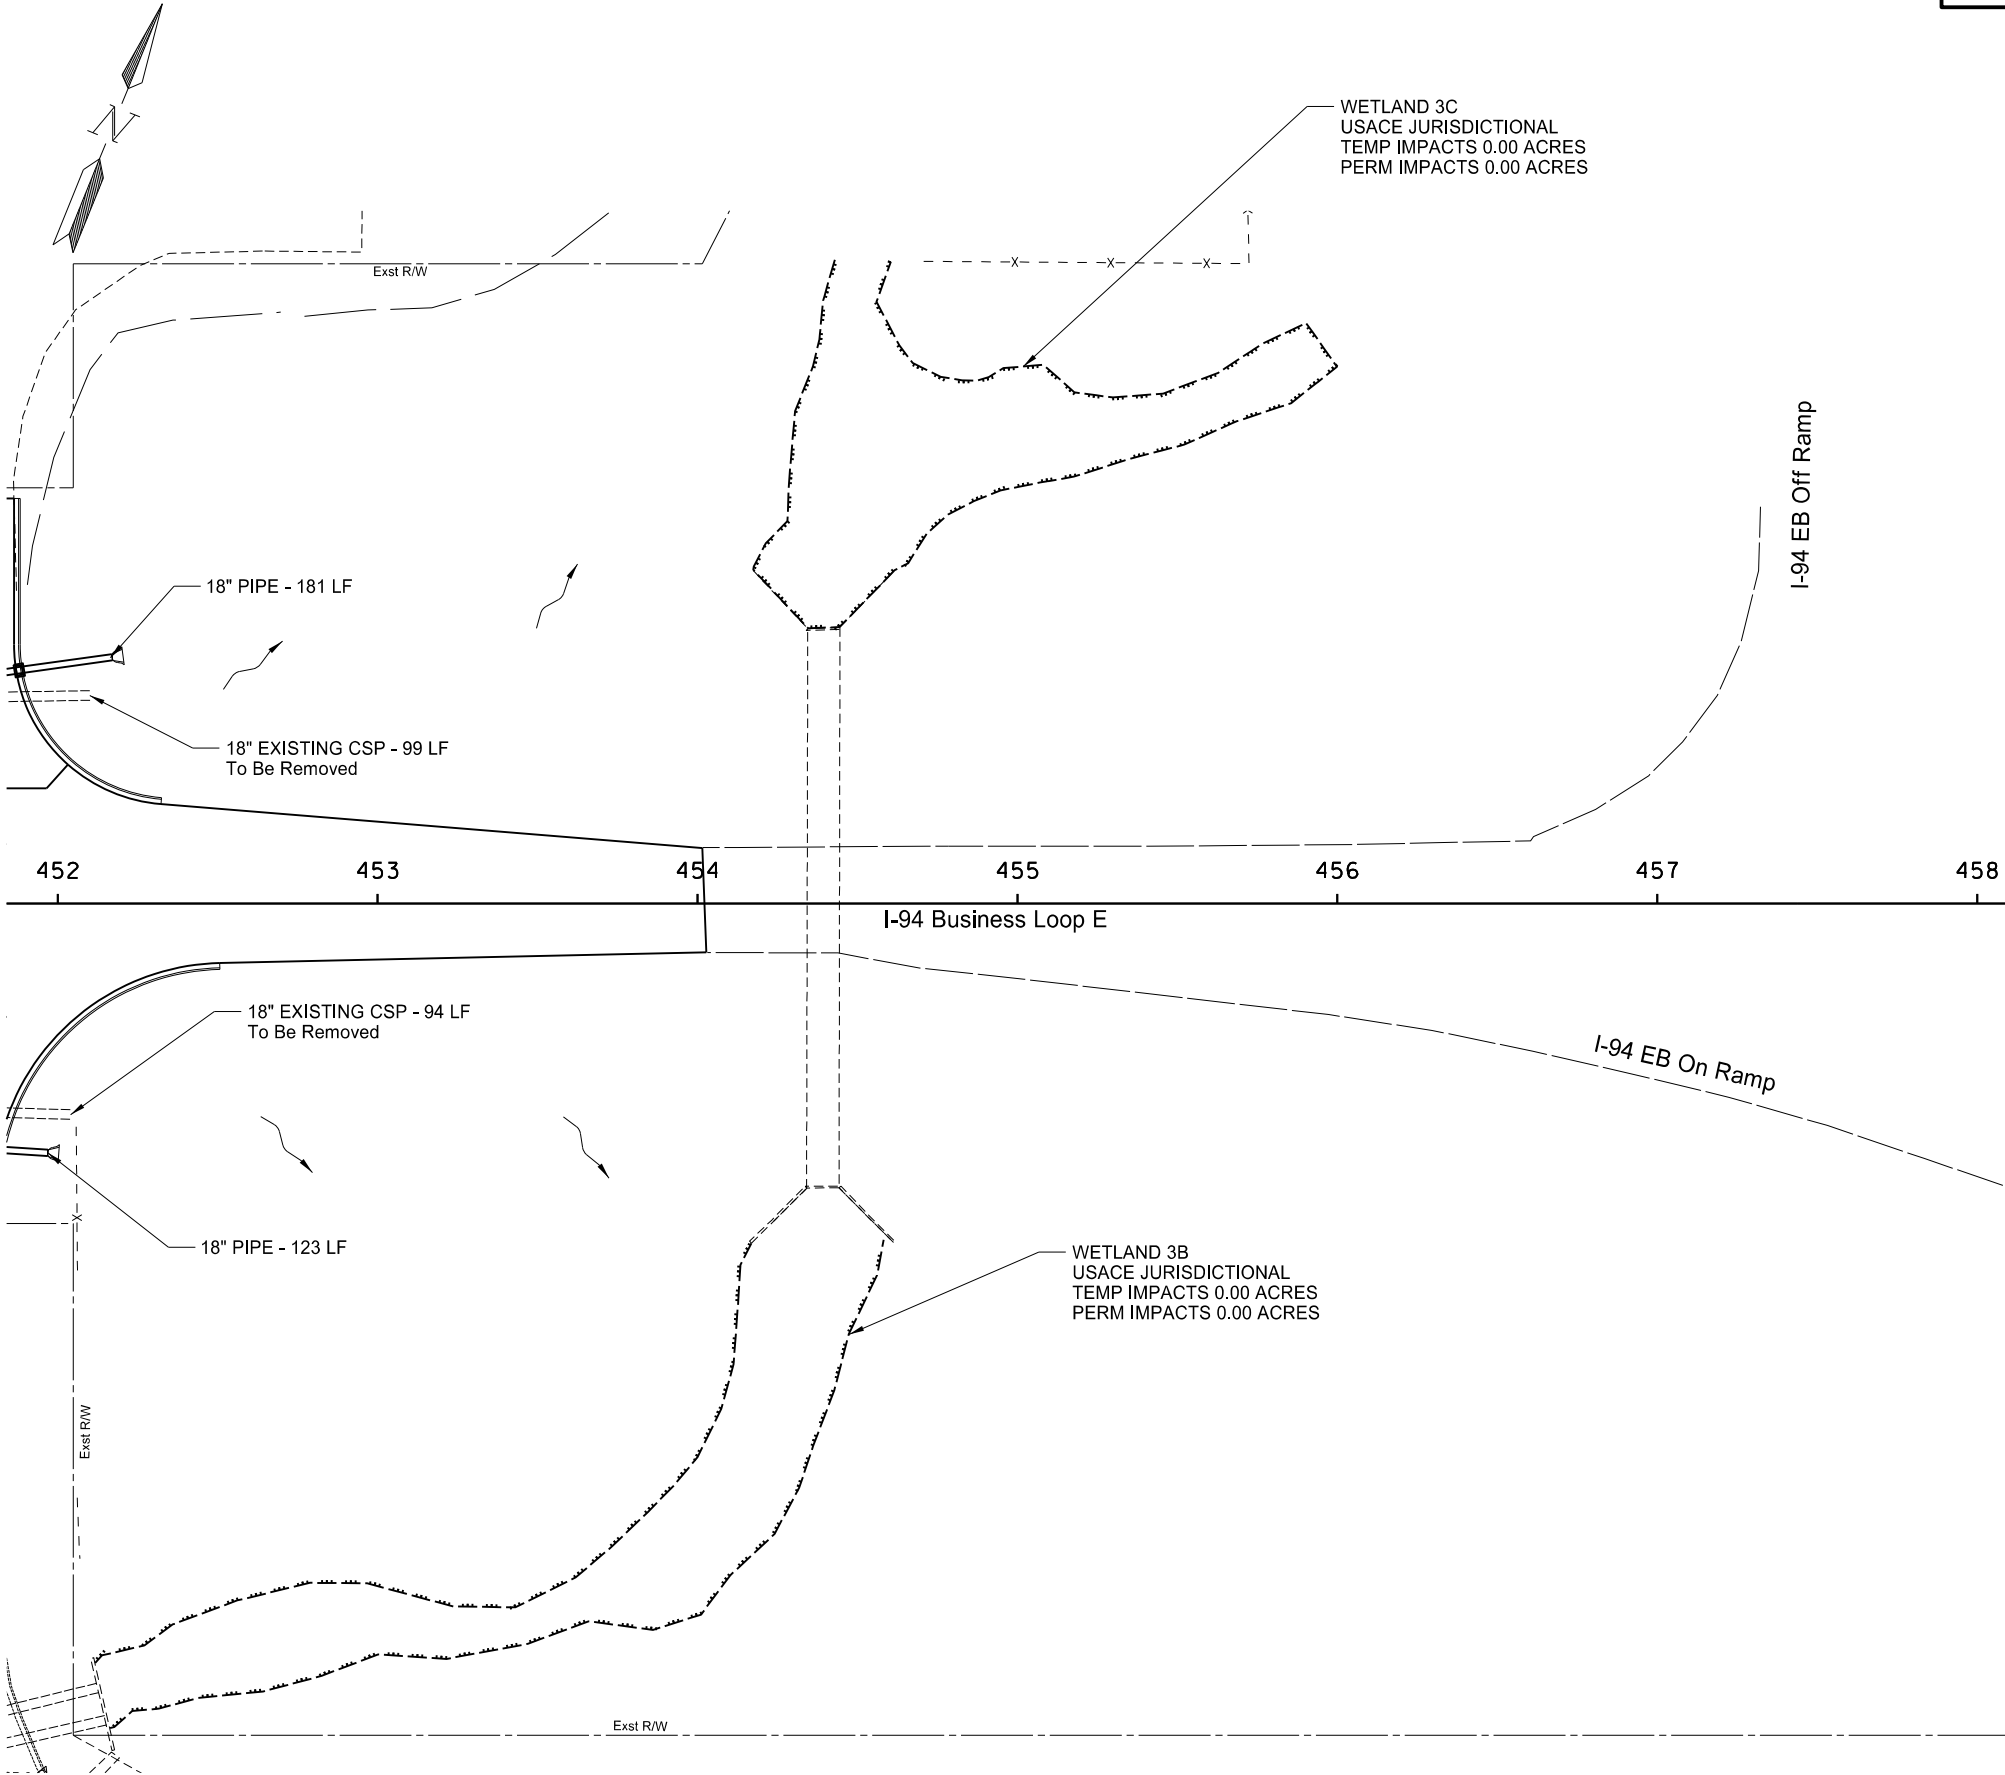 N
WETLAND 3C
USACE JURISDICTIONAL
TEMP IMPACTS 0.00 ACRES
PERM IMPACTS 0.00 ACRES
Exst R/W
X X X
I-94 EB Off Ramp
18" PIPE - 181 LF
18" EXISTING CSP - 99 LF
To Be Removed
452 453 454 455 456 457 458
I-94 Business Loop E
18" EXISTING CSP - 94 LF
To Be Removed
I-94 EB On Ramp
X
18" PIPE - 123 LF
WETLAND 3B
USACE JURISDICTIONAL
TEMP IMPACTS 0.00 ACRES
PERM IMPACTS 0.00 ACRES
Exst R/W
Exst R/W